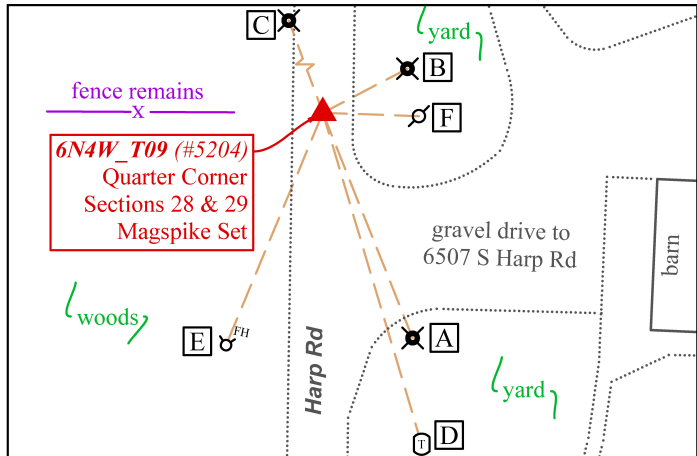 C
yard
B
fence remains
X
F
6N4W_T09 (#5204)
Quarter Corner
Sections 28 & 29
Magspike Set
gravel drive to
6507 S Harp Rd
barn
woods
E
FH
Harp Rd
A
yard
T
D